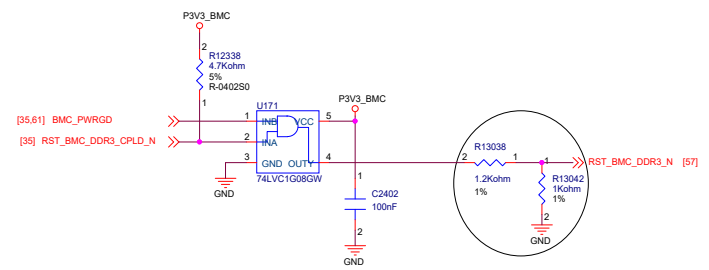 P3V3_BMC
2
R12338
4.7Kohm
5%
R-0402S0
1
P3V3_BMC
U171
[35,61] BMC_PWRGD
1
INB
VCC
5
[35] RST_BMC_DDR3_CPLD_N
2
INA
3
GND
OUTY
4
74LVC1G08GW
GND
R13038
2
1
1.2Kohm
1%
1
RST_BMC_DDR3_N [57]
R13042
1Kohm
1%
2
GND
1
C2402
100nF
2
GND